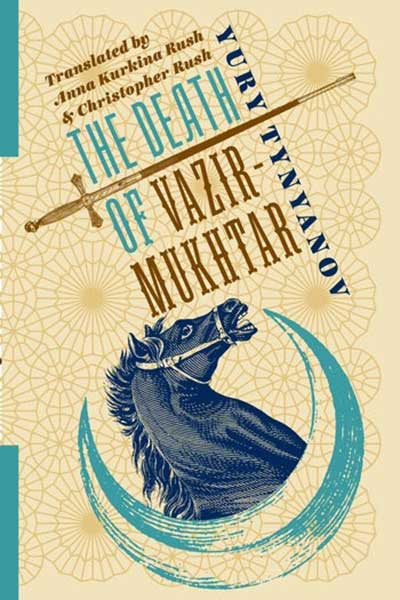 Translated by
Anna Kurkina Rush
& Christopher Rush
YURY TYNYANOV
THE DEATH
OF VAZIR-
MUKHTAR